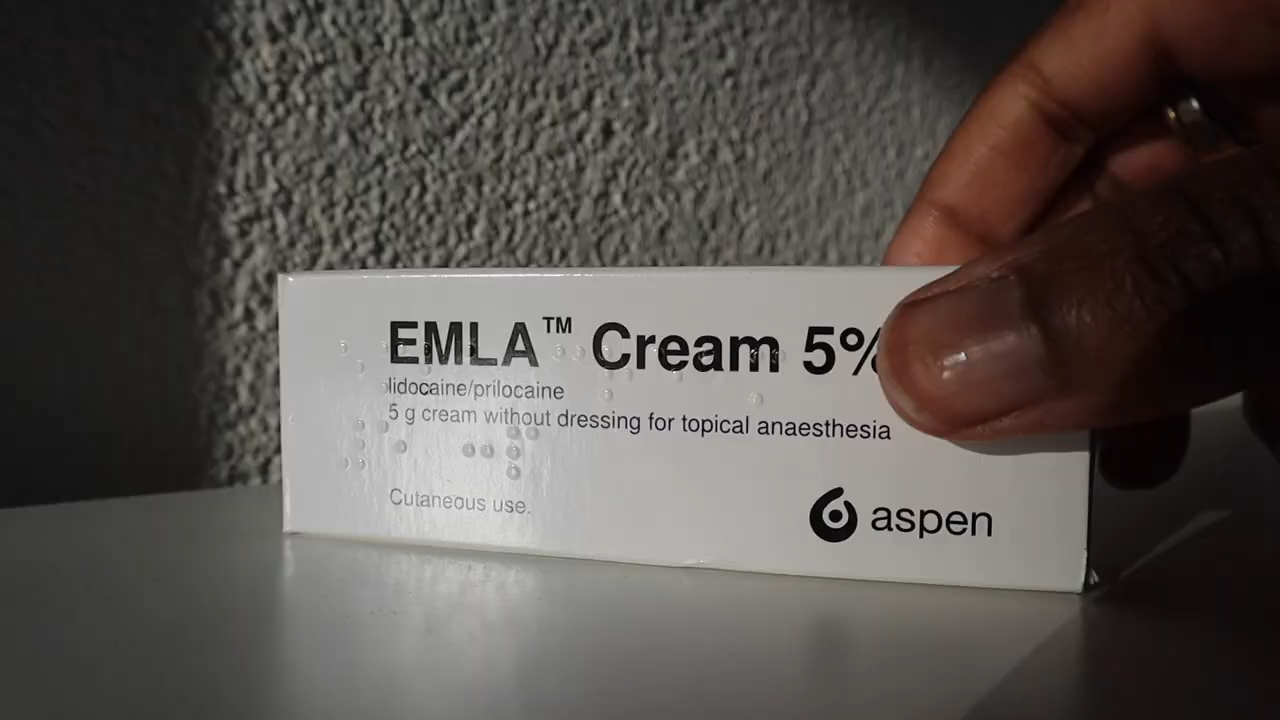 EMLA™ Cream 5%
lidocaine/prilocaine
5 g cream without dressing for topical anaesthesia
Cutaneous use.
aspen